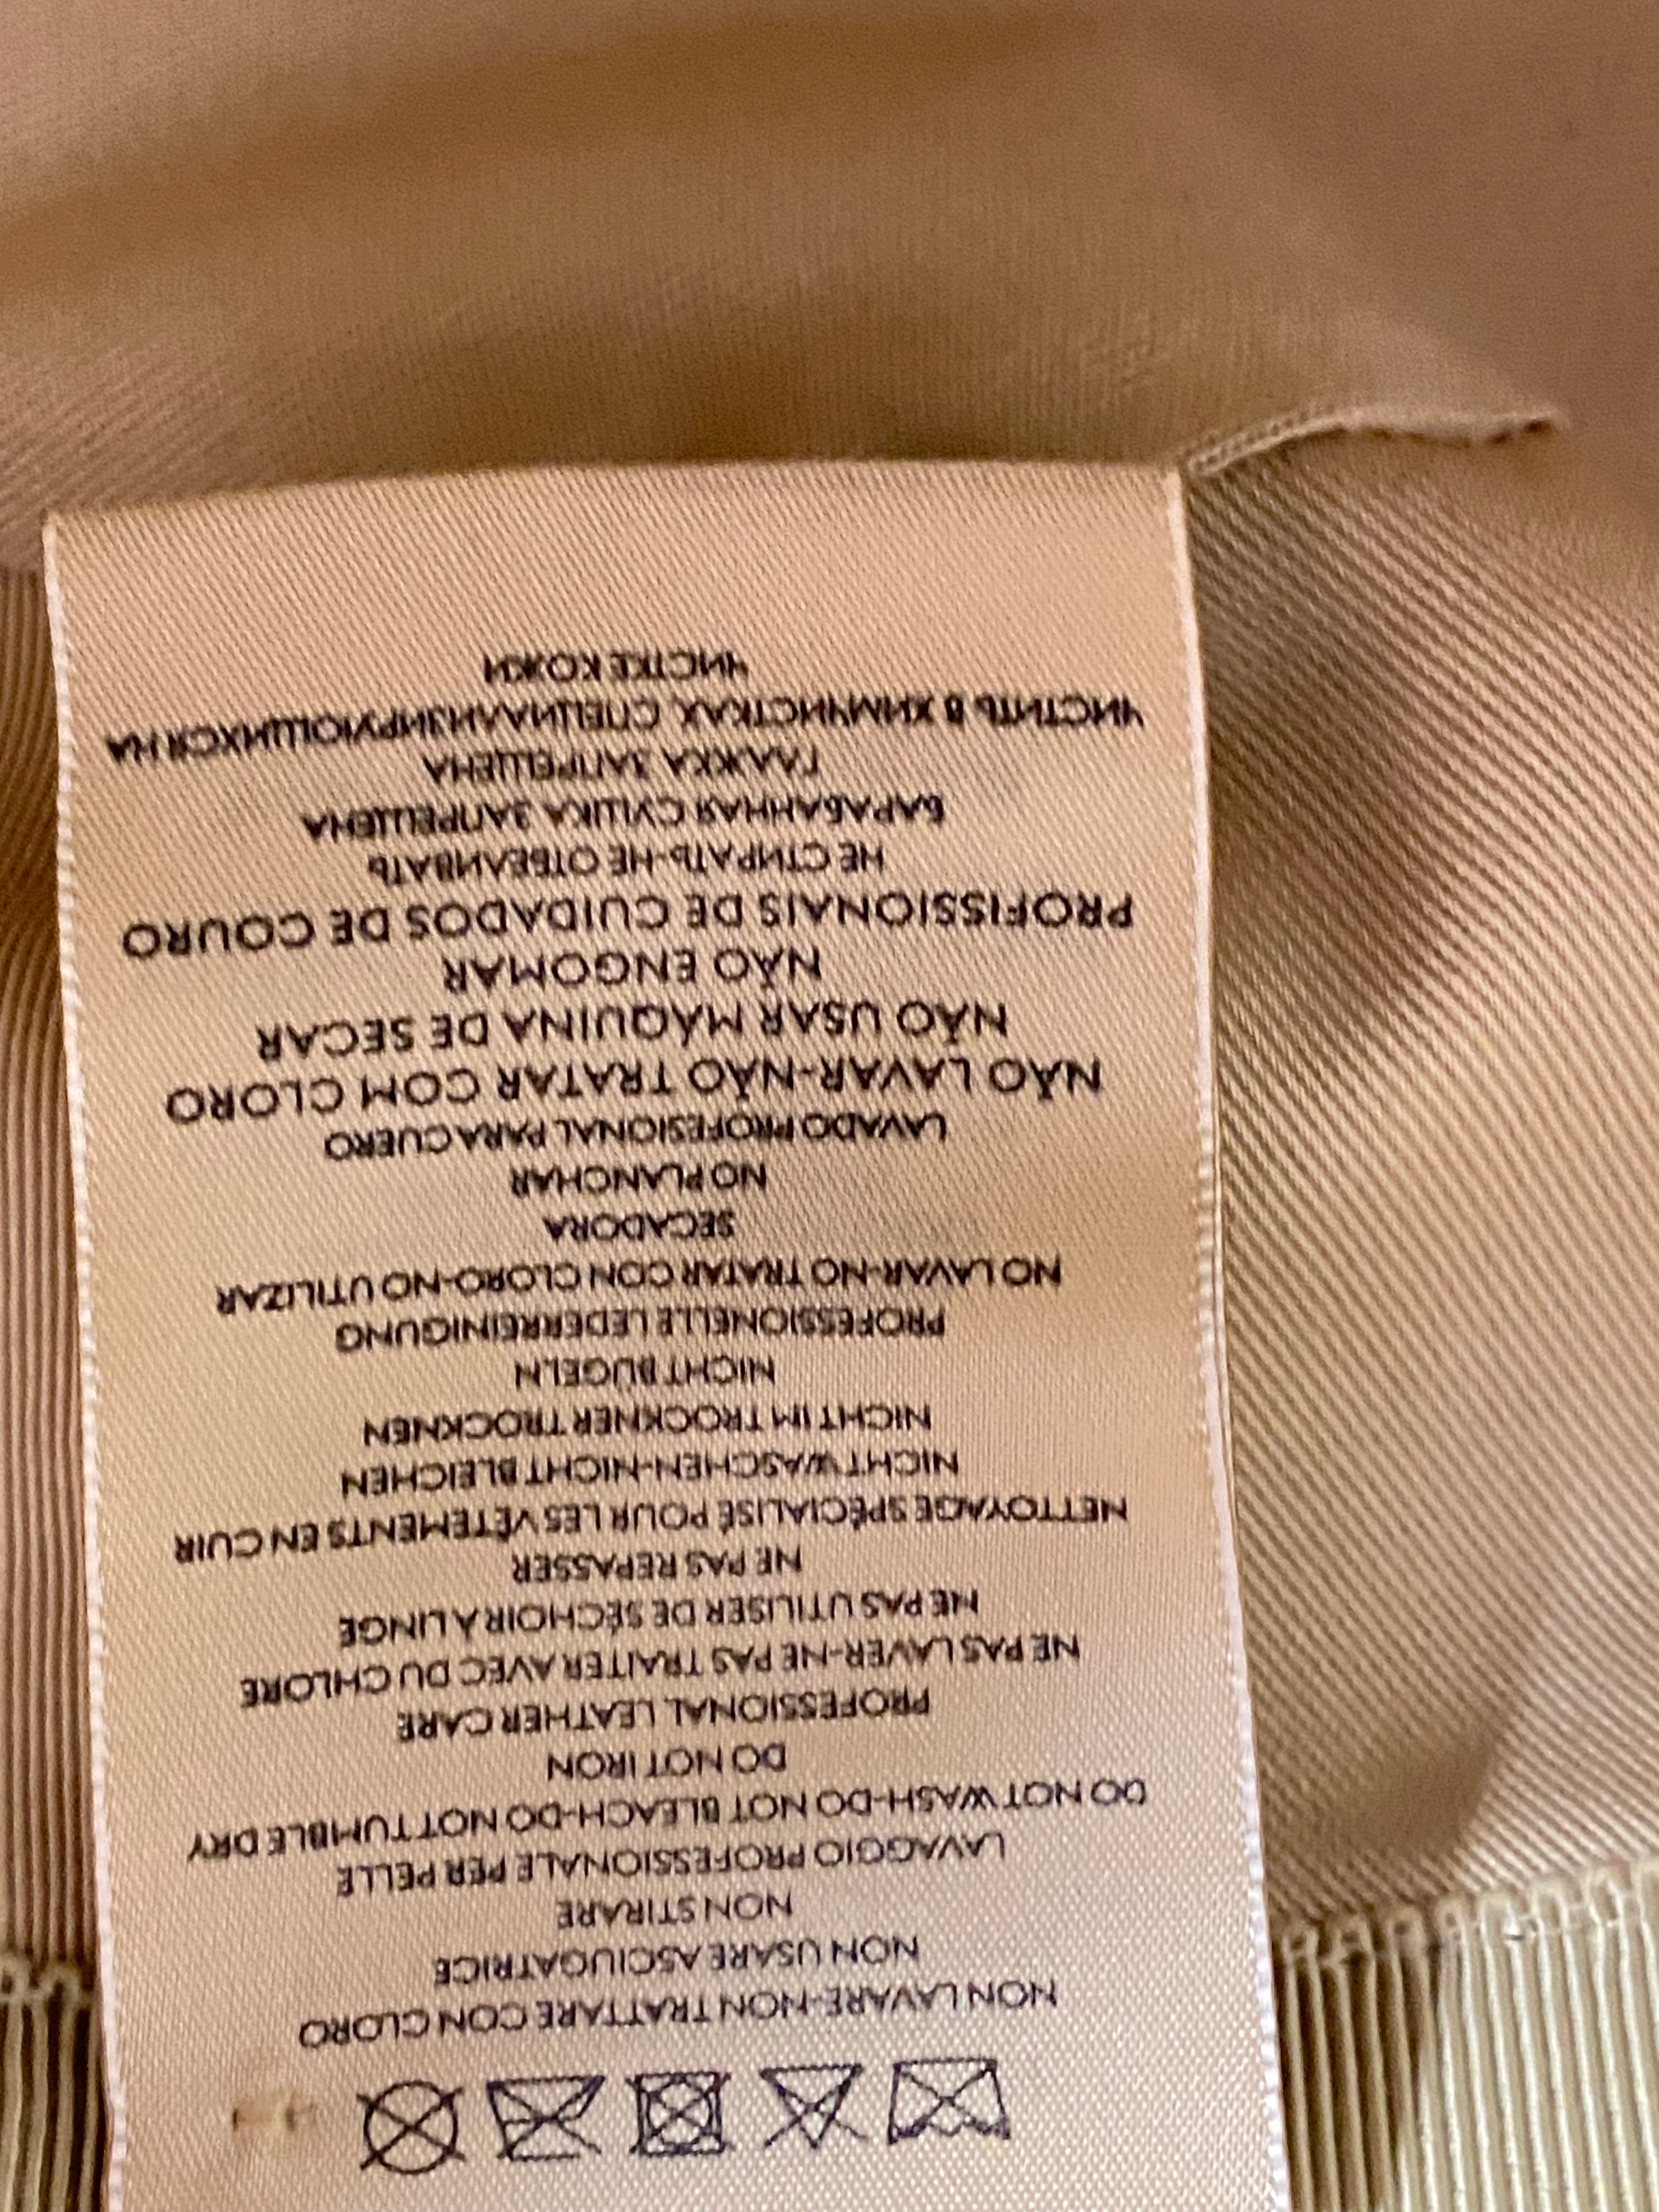 NON LAVARE-NON TRATTARE CON CLORO
NON USARE ASCIUGATRICE
NON STIRARE
LAVAGGIO PROFESSIONALE PER PELLE
DO NOT WASH-DO NOT BLEACH-DO NOT TUMBLE DRY
DO NOT IRON
PROFESSIONAL LEATHER CARE
NE PAS LAVER-NE PAS TRAITER AVEC DU CHLORE
NE PAS UTILISER DE SÉCHOIR À LINGE
NE PAS REPASSER
NETTOYAGE SPÉCIALISÉ POUR LES VÊTEMENTS EN CUIR
NICHT WASCHEN-NICHT BLEICHEN
NICHT IM TROCKNER TROCKNEN
NICHT BÜGELN
PROFESSIONELLE LEDERREINIGUNG
NO LAVAR-NO TRATAR CON CLORO-NO UTILIZAR
SECADORA
NO PLANCHAR
LAVADO PROFESIONAL PARA CUERO
NÃO LAVAR-NÃO TRATAR COM CLORO
NÃO USAR MÁQUINA DE SECAR
NÃO ENGOMAR
PROFISSIONAIS DE CUIDADOS DE COURO
НЕ СТИРАТЬ-НЕ ОТБЕЛИВАТЬ
БАРАБАННАЯ СУШКА ЗАПРЕЩЕНА
ГЛАЖКА ЗАПРЕЩЕНА
ЧИСТИТЬ В ХИМЧИСТКАХ, СПЕЦИАЛИЗИРУЮЩИХСЯ НА
ЧИСТКЕ КОЖИ